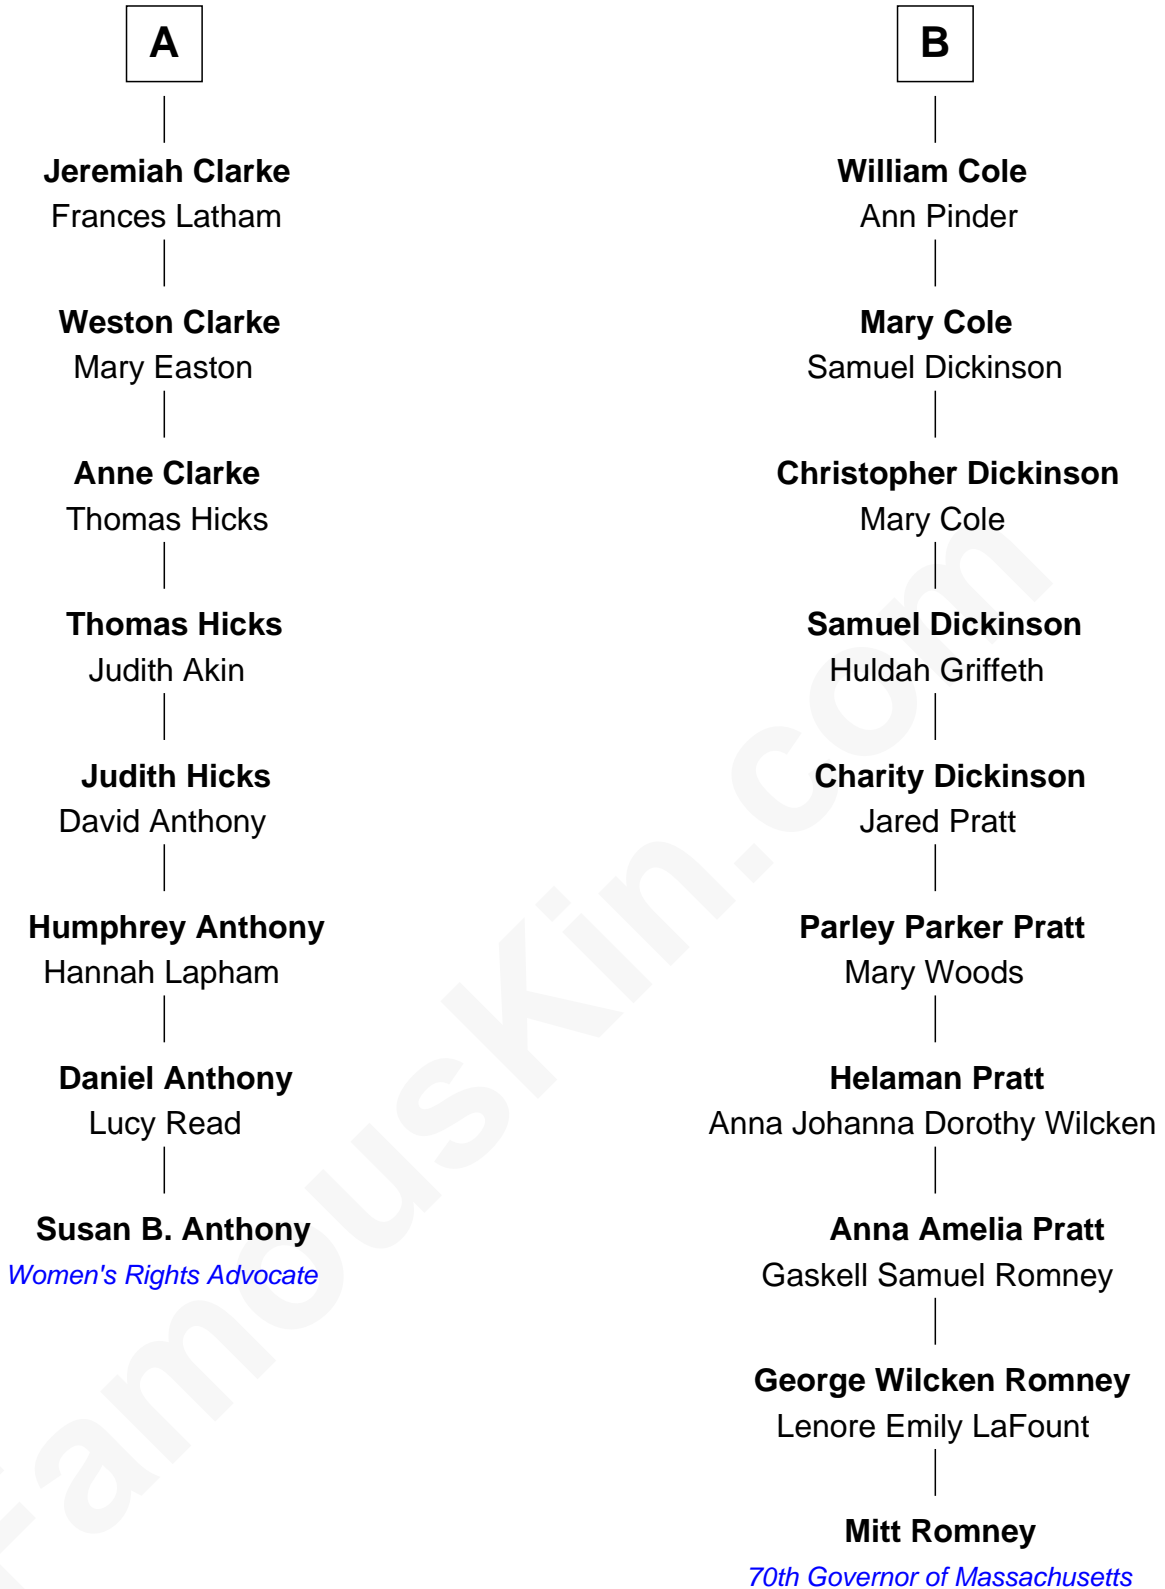 A
Jeremiah Clarke
Frances Latham
Weston Clarke
Mary Easton
Anne Clarke
Thomas Hicks
Thomas Hicks
Judith Akin
Judith Hicks
David Anthony
Humphrey Anthony
Hannah Lapham
Daniel Anthony
Lucy Read
Susan B. Anthony
Women's Rights Advocate
B
William Cole
Ann Pinder
Mary Cole
Samuel Dickinson
Christopher Dickinson
Mary Cole
Samuel Dickinson
Huldah Griffeth
Charity Dickinson
Jared Pratt
Parley Parker Pratt
Mary Woods
Helaman Pratt
Anna Johanna Dorothy Wilcken
Anna Amelia Pratt
Gaskell Samuel Romney
George Wilcken Romney
Lenore Emily LaFount
Mitt Romney
70th Governor of Massachusetts
FamousKin.com